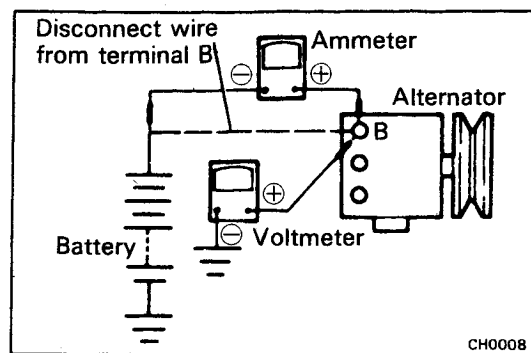 Disconnect wire
from terminal B
Ammeter
⊖
⊕
Alternator
B
⊕
⊖
Voltmeter
Battery
CH0008